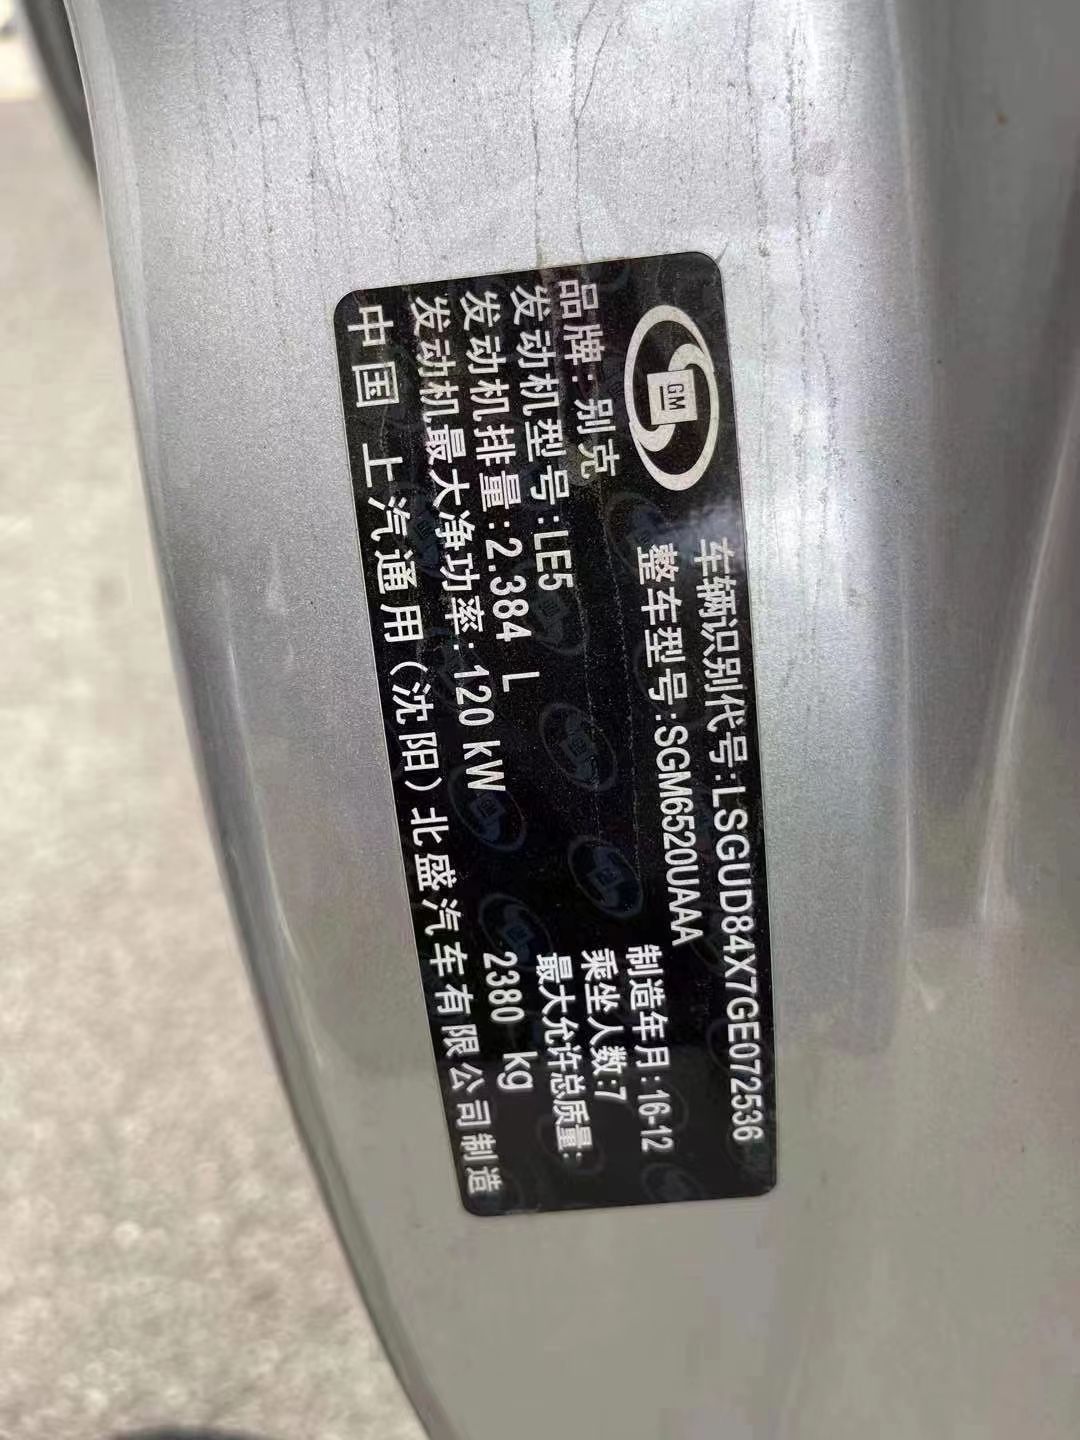 GM
车辆识别代号:LSGUD84X7GE072536
整车型号:SGM6520UAAA
品牌:别克
制造年月:16-12
发动机型号:LE5
乘坐人数:7
发动机排量:2.384 L
最大允许总质量:
发动机最大净功率:120 kW
2380 kg
中国 上汽通用(沈阳)北盛汽车有限公司制造